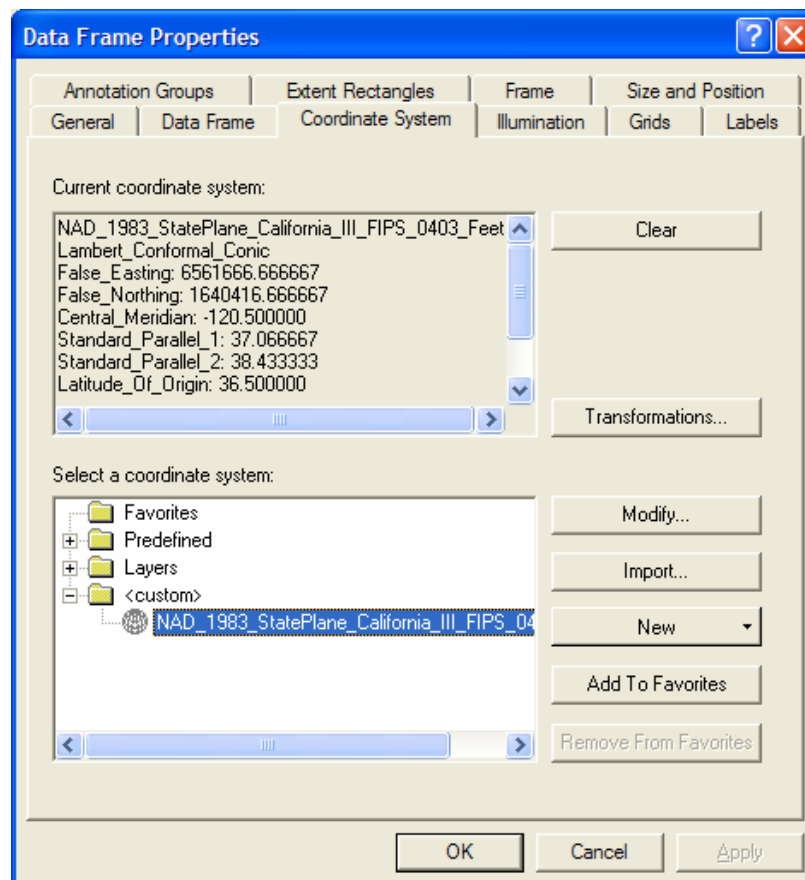 Data Frame Properties
Annotation Groups Extent Rectangles Frame Size and Position
General Data Frame Coordinate System Illumination Grids Labels
Current coordinate system:
NAD_1983_StatePlane_California_III_FIPS_0403_Feet
Lambert_Conformal_Conic
False_Easting: 6561666.666667
False_Northing: 1640416.666667
Central_Meridian: -120.500000
Standard_Parallel_1: 37.066667
Standard_Parallel_2: 38.433333
Latitude_Of_Origin: 36.500000
Clear
Transformations...
Select a coordinate system:
Favorites
Predefined
Layers
<custom>
NAD_1983_StatePlane_California_III_FIPS_04
Modify...
Import...
New
Add To Favorites
Remove From Favorites
OK Cancel Apply